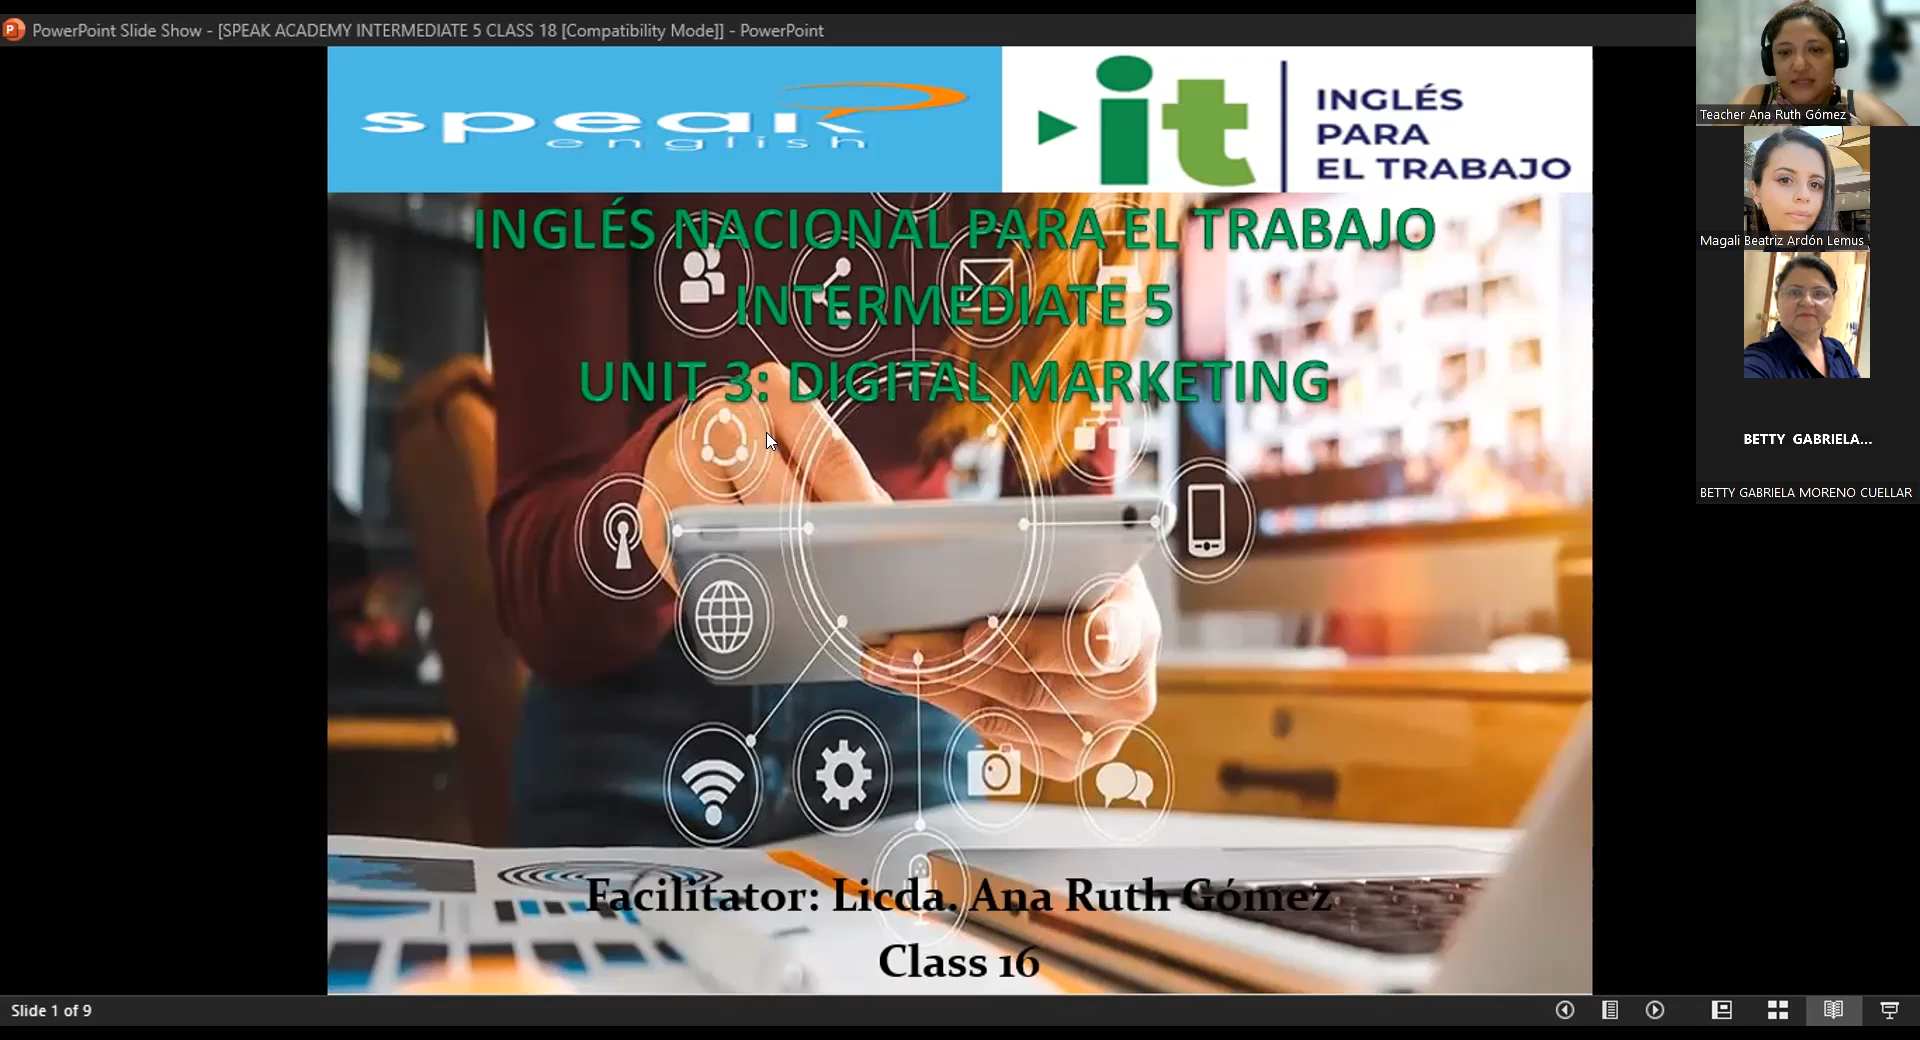 PowerPoint Slide Show - [SPEAK ACADEMY INTERMEDIATE 5 CLASS 18 [Compatibility Mode]] - PowerPoint
speak
english
it
INGLÉS
PARA
EL TRABAJO
INGLÉS NACIONAL PARA EL TRABAJO
INTERMEDIATE 5
UNIT 3: DIGITAL MARKETING
Facilitator: Licda. Ana Ruth Gómez
Class 16
Teacher Ana Ruth Gómez
Magali Beatriz Ardón Lemus
BETTY GABRIELA...
BETTY GABRIELA MORENO CUELLAR
Slide 1 of 9